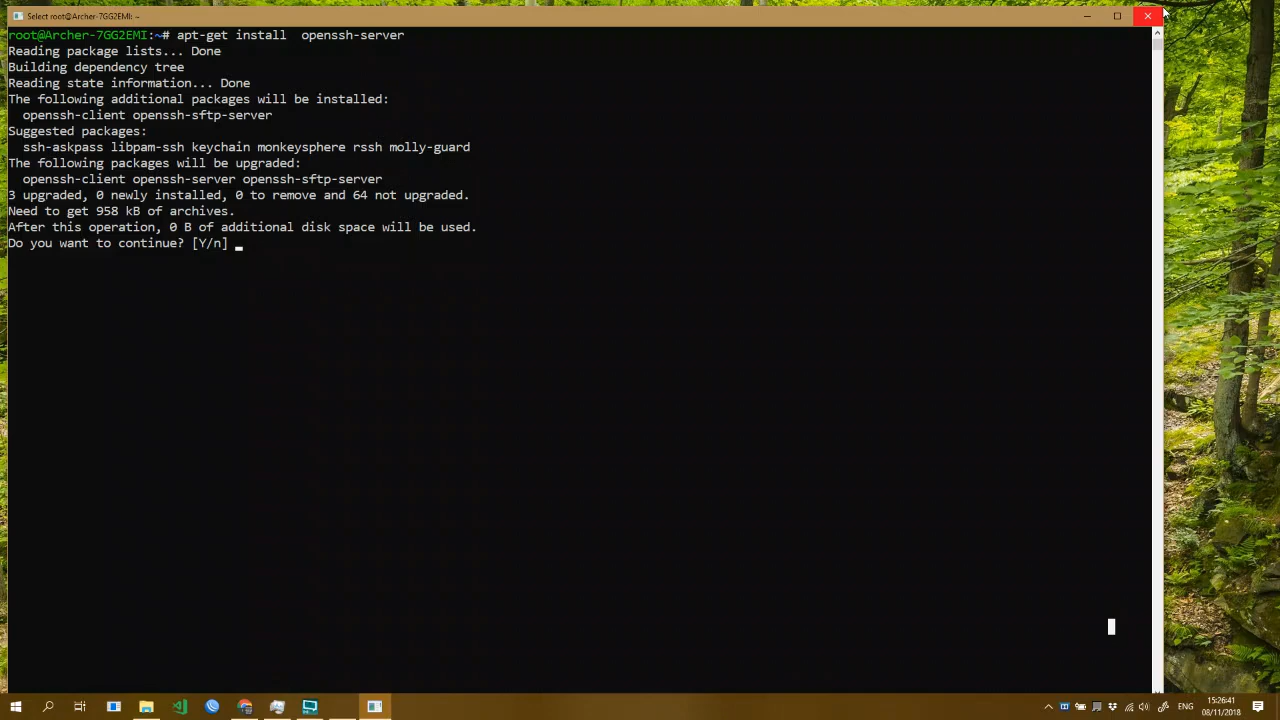 Select root@Archer-7GG2EMI: ~
root@Archer-7GG2EMI:~# apt-get install  openssh-server
Reading package lists... Done
Building dependency tree
Reading state information... Done
The following additional packages will be installed:
  openssh-client openssh-sftp-server
Suggested packages:
  ssh-askpass libpam-ssh keychain monkeysphere rssh molly-guard
The following packages will be upgraded:
  openssh-client openssh-server openssh-sftp-server
3 upgraded, 0 newly installed, 0 to remove and 64 not upgraded.
Need to get 958 kB of archives.
After this operation, 0 B of additional disk space will be used.
Do you want to continue? [Y/n]
ENG
15:26:41
08/11/2018